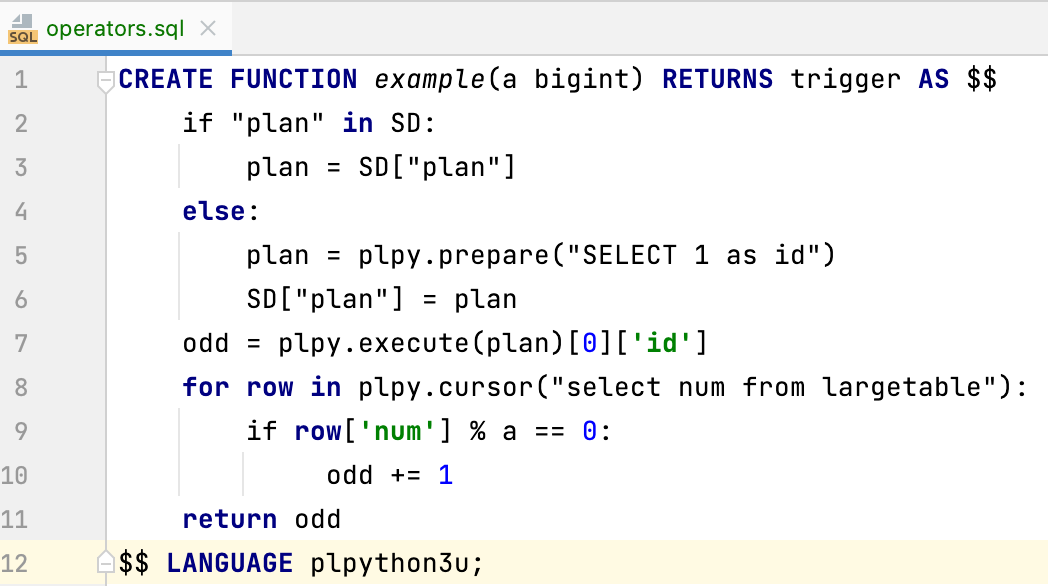 SQL operators.sql
1 CREATE FUNCTION example(a bigint) RETURNS trigger AS $$
2     if "plan" in SD:
3         plan = SD["plan"]
4     else:
5         plan = plpy.prepare("SELECT 1 as id")
6         SD["plan"] = plan
7     odd = plpy.execute(plan)[0]['id']
8     for row in plpy.cursor("select num from largetable"):
9         if row['num'] % a == 0:
10             odd += 1
11     return odd
12 $$ LANGUAGE plpython3u;